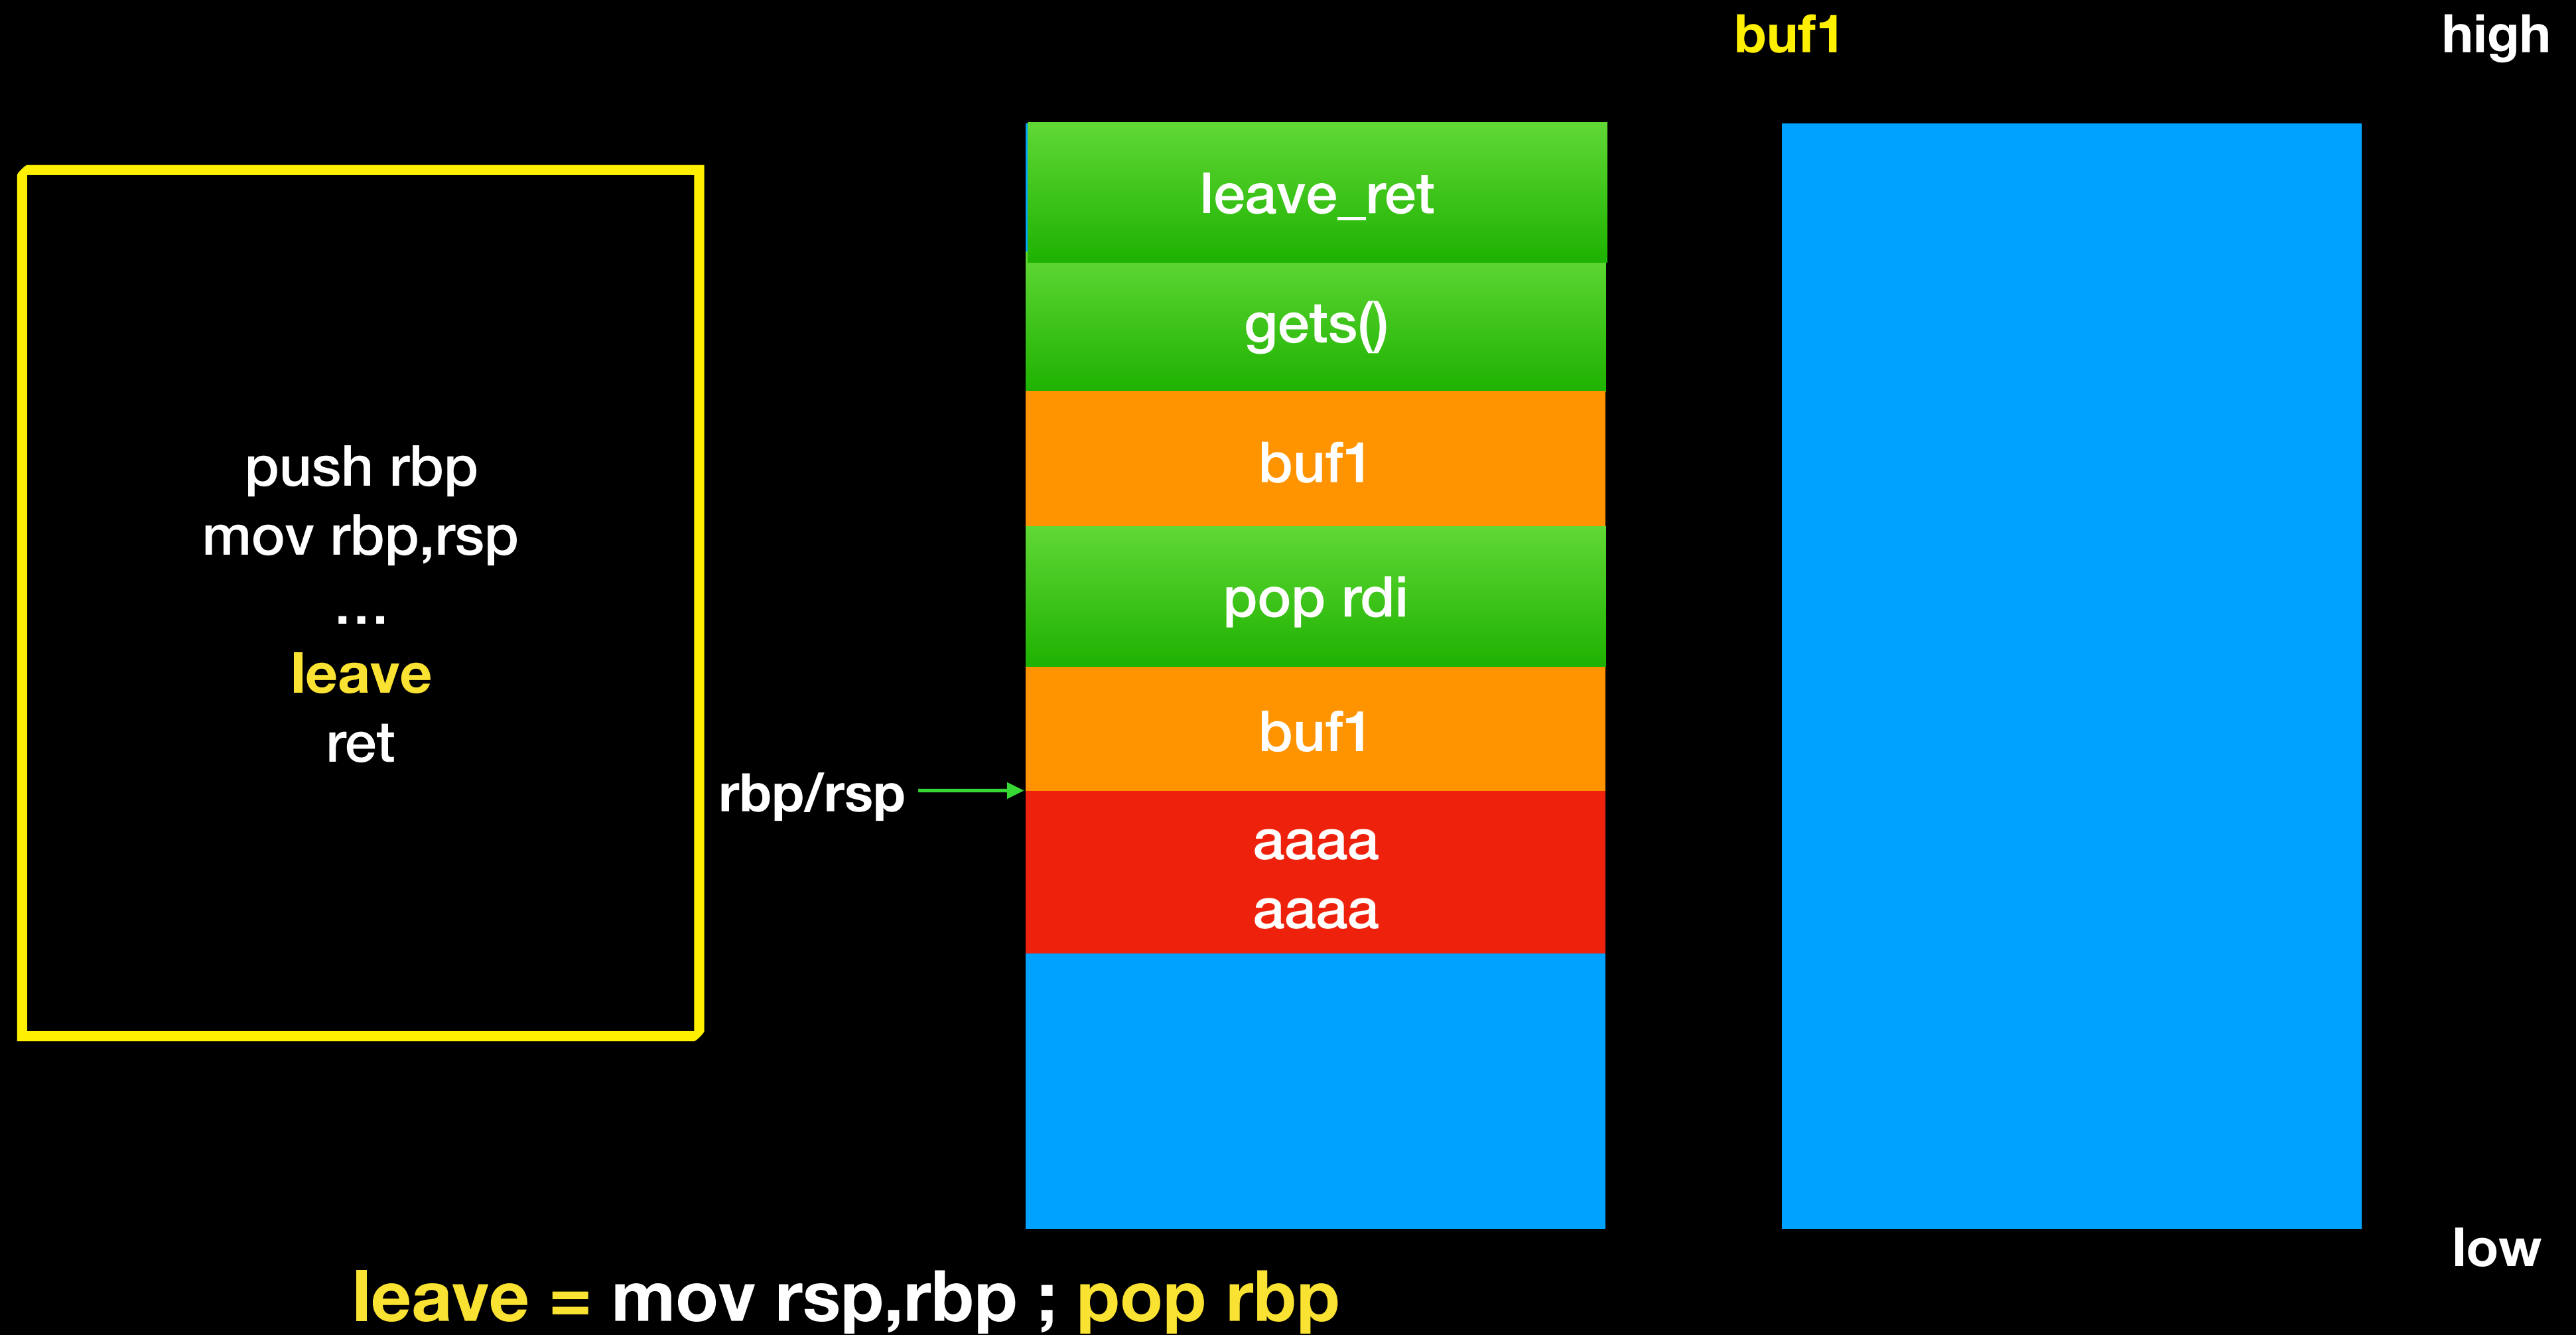 buf1
high
push rbp
mov rbp,rsp
…
leave
ret
rbp/rsp
leave_ret
gets()
buf1
pop rdi
buf1
aaaa
aaaa
low
leave = mov rsp,rbp ; pop rbp